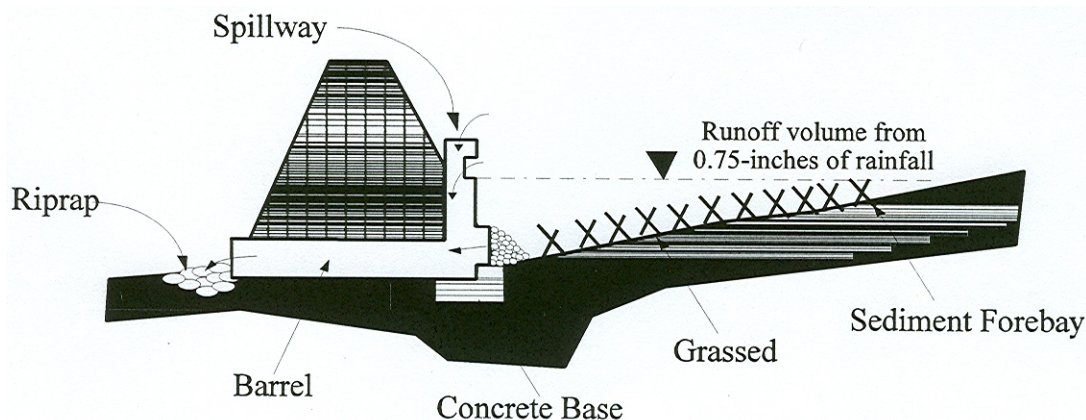 Spillway
Runoff volume from
0.75-inches of rainfall
Riprap
Sediment Forebay
Grassed
Barrel
Concrete Base